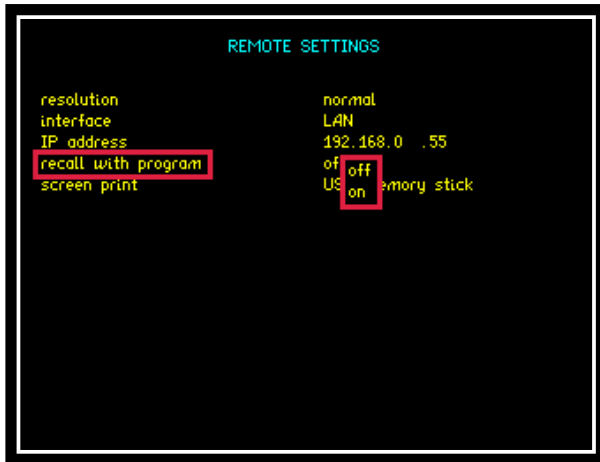 REMOTE SETTINGS
resolution normal
interface LAN
IP address 192.168.0 .55
recall with program of
off
screen print US emory stick
on